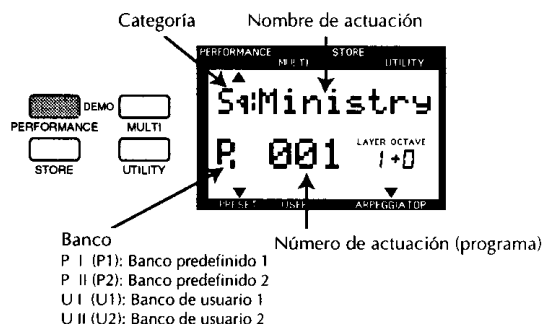 Categoría Nombre de actuación
PERFORMANCE STORE
MULTI UTILITY
Sq:Ministry
DEMO
PERFORMANCE MULTI
STORE UTILITY
P. 001 LAYER OCTAVE
1+0
PRESET USER ARPEGGIATOR
Banco
Número de actuación (programa)
P I (P1): Banco predefinido 1
P II (P2): Banco predefinido 2
U I (U1): Banco de usuario 1
U II (U2): Banco de usuario 2